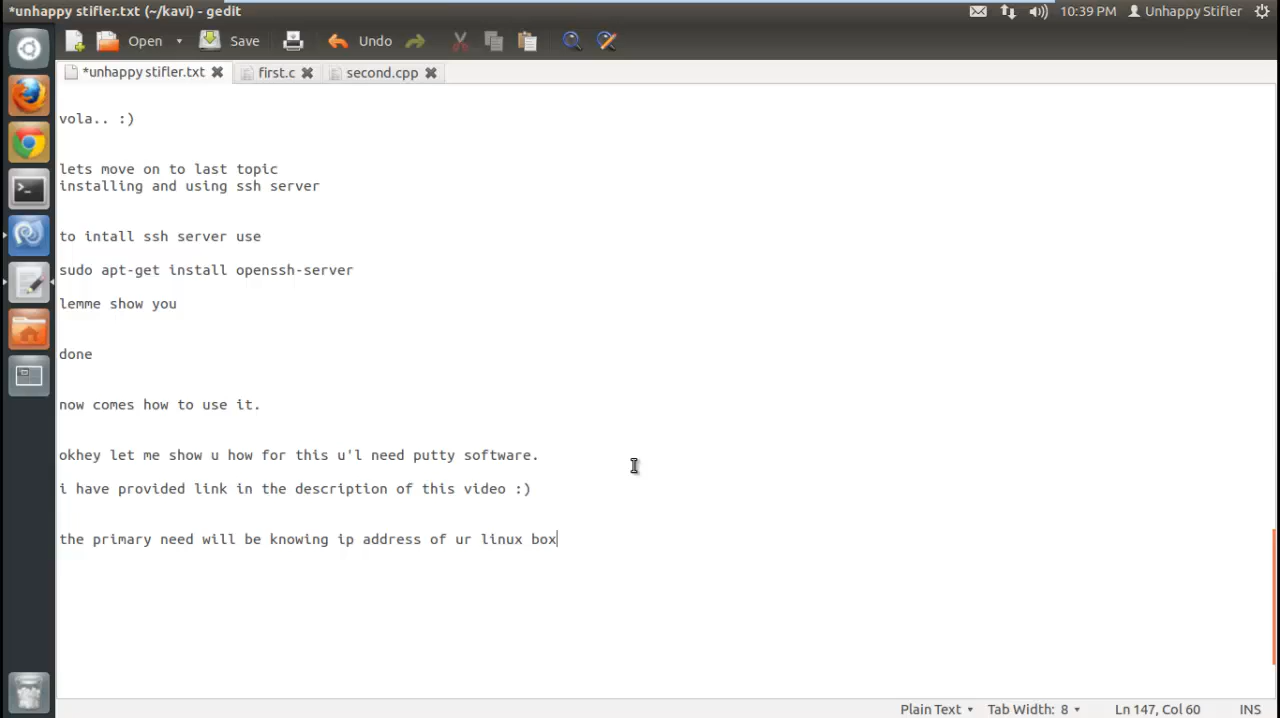 *unhappy stifler.txt (~/kavi) - gedit
10:39 PM Unhappy Stifler
Open Save Undo
*unhappy stifler.txt first.c second.cpp
vola.. :)
lets move on to last topic
installing and using ssh server
to intall ssh server use
sudo apt-get install openssh-server
lemme show you
done
now comes how to use it.
okhey let me show u how for this u'l need putty software.
i have provided link in the description of this video :)
the primary need will be knowing ip address of ur linux box
Plain Text Tab Width: 8 Ln 147, Col 60 INS